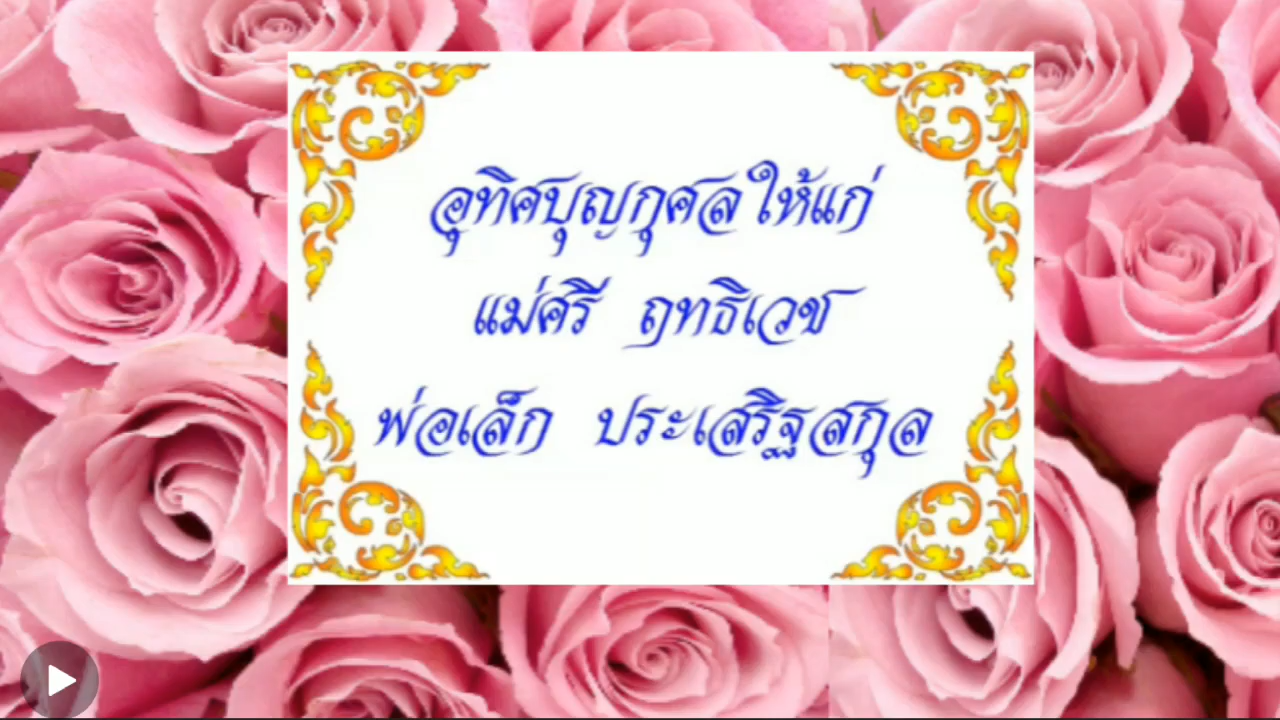 อุทิศบุญกุศลให้แก่
แม่ศรี ฤทธิเวช
พ่อเล็ก ประเสริฐสกุล